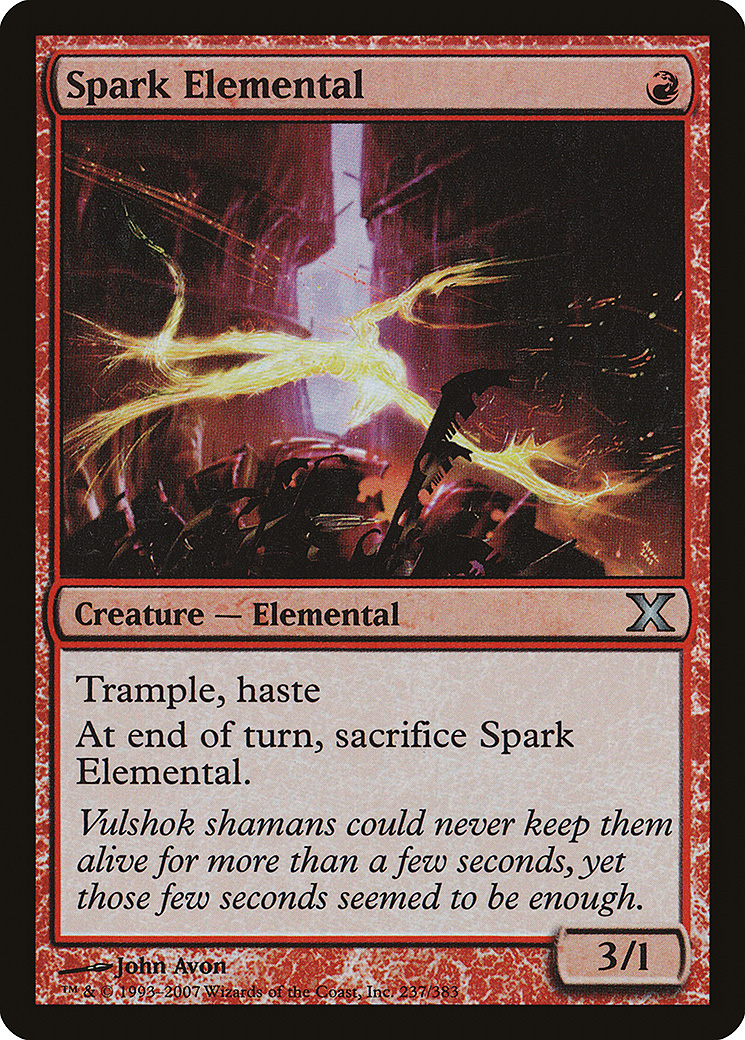 Spark Elemental
Creature — Elemental
Trample, haste
At end of turn, sacrifice Spark
Elemental.
Vulshok shamans could never keep them
alive for more than a few seconds, yet
those few seconds seemed to be enough.
3/1
John Avon
™ & © 1993–2007 Wizards of the Coast, Inc. 237/383